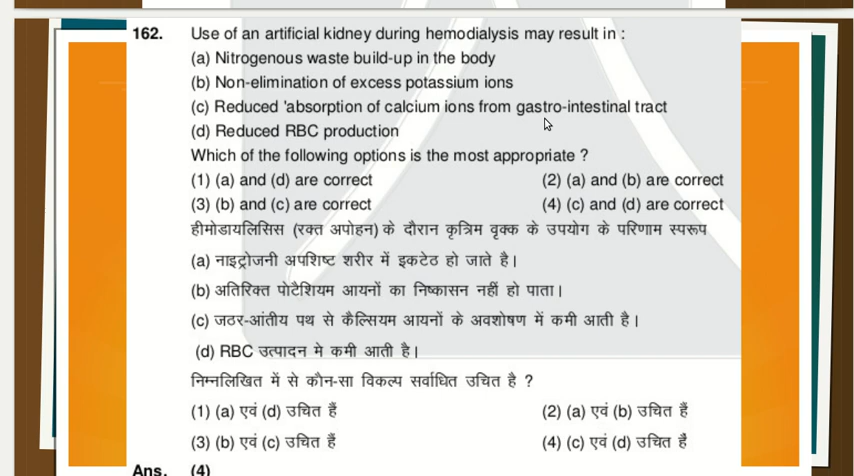 162. Use of an artificial kidney during hemodialysis may result in :
(a) Nitrogenous waste build-up in the body
(b) Non-elimination of excess potassium ions
(c) Reduced 'absorption of calcium ions from gastro-intestinal tract
(d) Reduced RBC production
Which of the following options is the most appropriate ?
(1) (a) and (d) are correct (2) (a) and (b) are correct
(3) (b) and (c) are correct (4) (c) and (d) are correct
हीमोडायलिसिस (रक्त अपोहन) के दौरान कृत्रिम वृक्क के उपयोग के परिणाम स्परूप
(a) नाइट्रोजनी अपशिष्ट शरीर में इकटेठ हो जाते है।
(b) अतिरिक्त पोटैशियम आयनों का निष्कासन नहीं हो पाता।
(c) जठर-आंतीय पथ से कैल्सियम आयनों के अवशोषण में कमी आती है।
(d) RBC उत्पादन मे कमी आती है।
निम्नलिखित में से कौन-सा विकल्प सर्वाधित उचित है ?
(1) (a) एवं (d) उचित हैं (2) (a) एवं (b) उचित हैं
(3) (b) एवं (c) उचित हैं (4) (c) एवं (d) उचित हैं
Ans. (4)